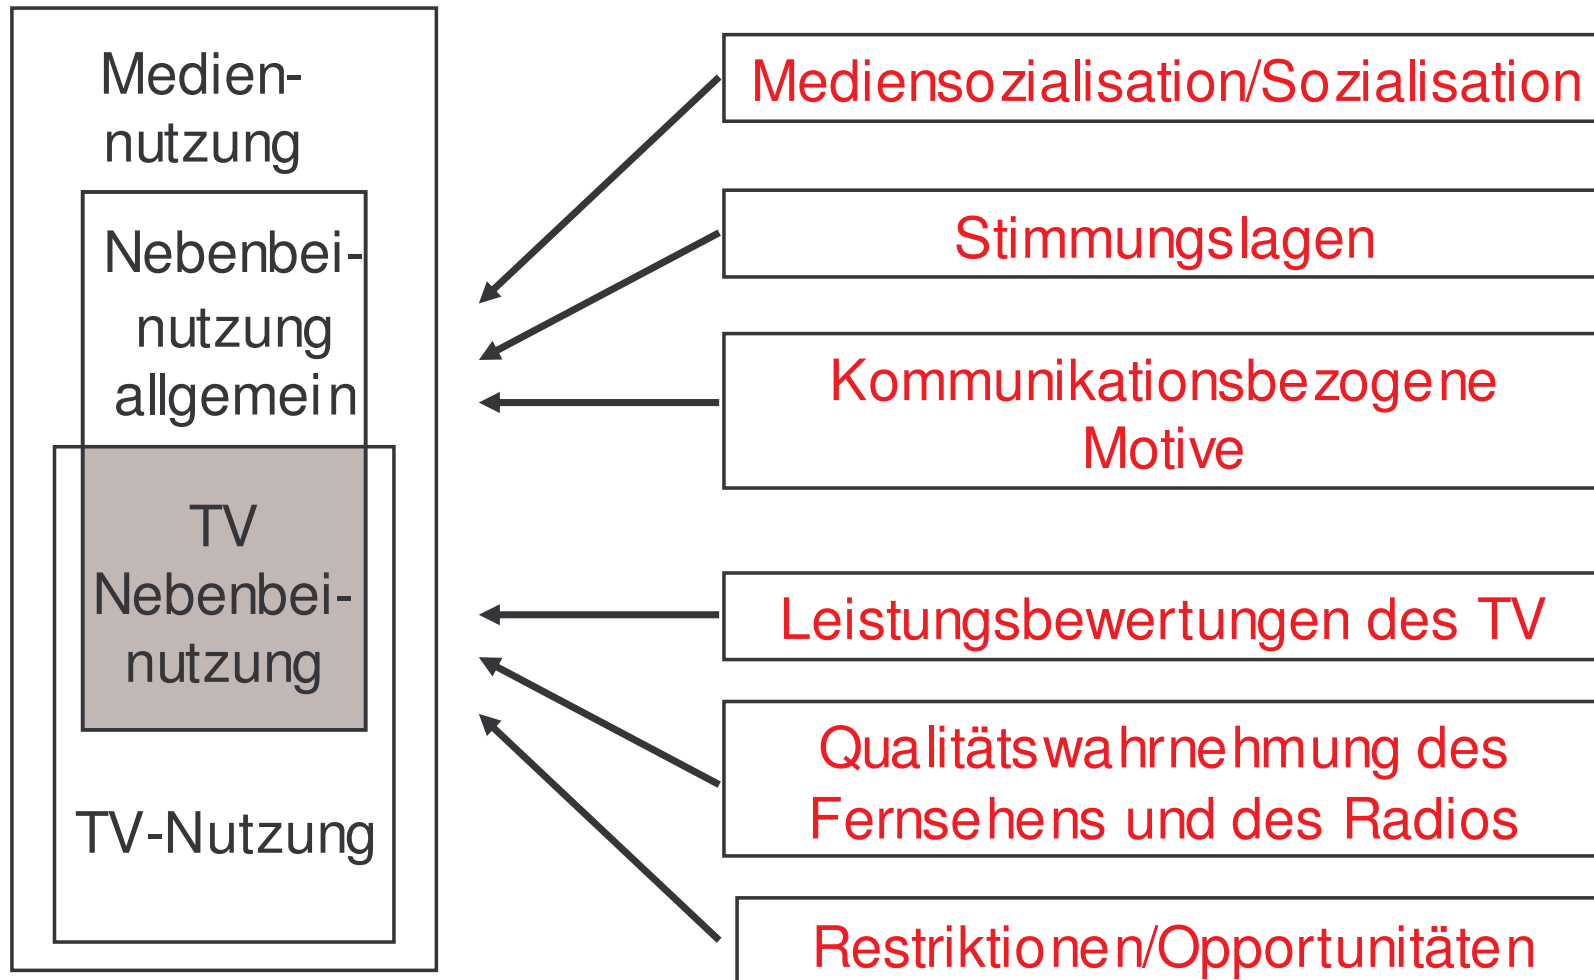 Medien-
nutzung
Nebenbei-
nutzung
allgemein
TV
Nebenbei-
nutzung
TV-Nutzung
Mediensozialisation/Sozialisation
Stimmungslagen
Kommunikationsbezogene
Motive
Leistungsbewertungen des TV
Qualitätswahrnehmung des
Fernsehens und des Radios
Restriktionen/Opportunitäten